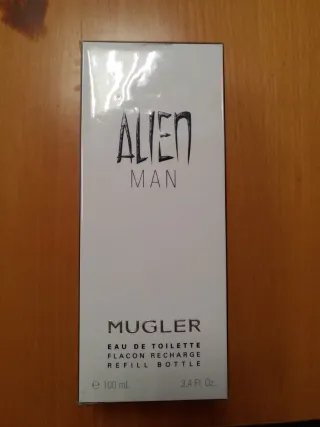 ALIEN
MAN
MUGLER
EAU DE TOILETTE
FLACON RECHARGE
REFILL BOTTLE
℮ 100 mL 3.4 Fl. Oz.